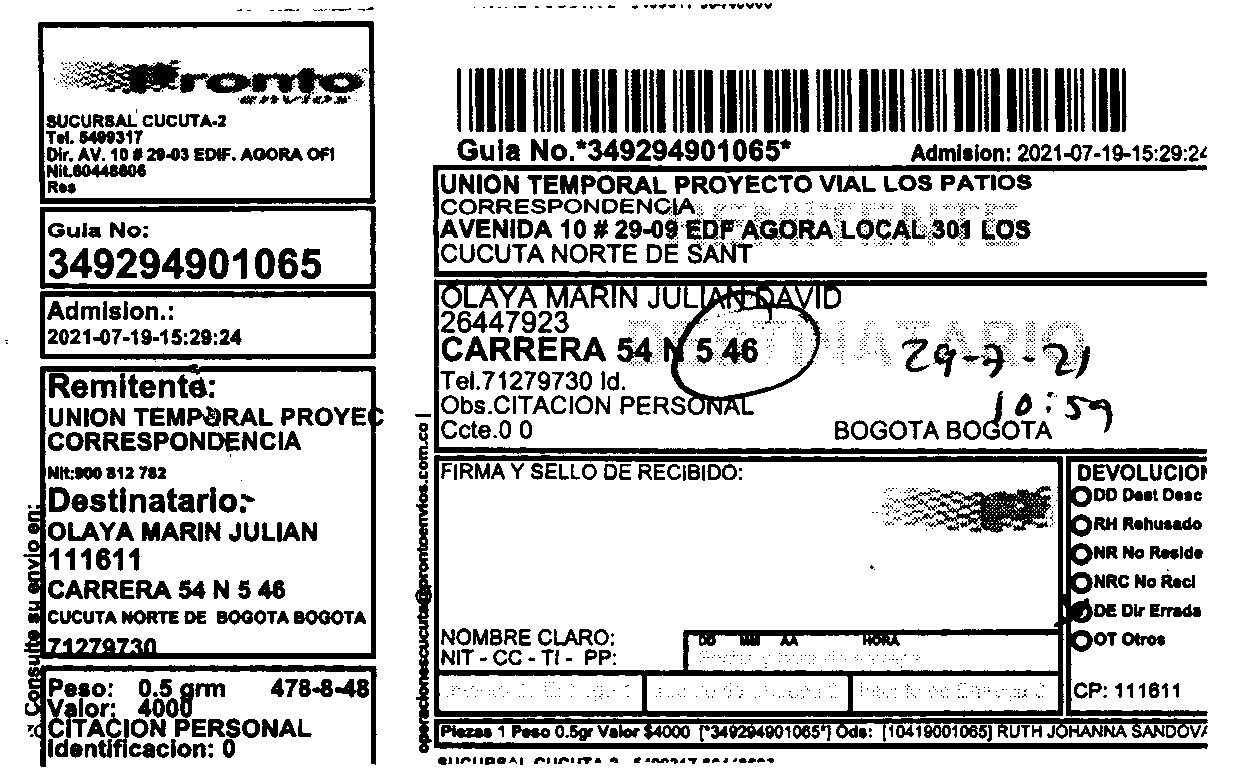 Pronto
envios
SUCURSAL CUCUTA-2
Tel. 5499317
Dir. AV. 10 # 29-03 EDIF. AGORA OFI
Nit.60446606
Res
Guia No:
349294901065
Admision.:
2021-07-19-15:29:24
Remitente:
UNION TEMPORAL PROYEC
CORRESPONDENCIA
Nit:900 812 782
Destinatario:
OLAYA MARIN JULIAN
111611
CARRERA 54 N 5 46
CUCUTA NORTE DE BOGOTA BOGOTA
71279730
Peso: 0.5 grm 478-8-48
Valor: 4000
CITACION PERSONAL
Identificacion: 0
Consulte su envio en:
operacionescucuta@prontoenvios.com.co |
Guia No.*349294901065*
Admision: 2021-07-19-15:29:24
UNION TEMPORAL PROYECTO VIAL LOS PATIOS
CORRESPONDENCIA
REMITENTE
AVENIDA 10 # 29-09 EDF AGORA LOCAL 301 LOS
CUCUTA NORTE DE SANT
OLAYA MARIN JULIAN DAVID
26447923
DESTINATARIO
CARRERA 54 N 5 46
29-7-21
Tel.71279730 Id.
Obs.CITACION PERSONAL
10:59
Ccte.0 0
BOGOTA BOGOTA
FIRMA Y SELLO DE RECIBIDO:
NOMBRE CLARO:
NIT - CC - TI - PP:
DD MM AA HORA
DEVOLUCION
DD Dest Desc
RH Rehusado
NR No Reside
NRC No Recl
DE Dir Errada
OT Otros
CP: 111611
Piezas 1 Peso 0.5gr Valor $4000 [*349294901065*] Ods: [10419001065] RUTH JOHANNA SANDOVA